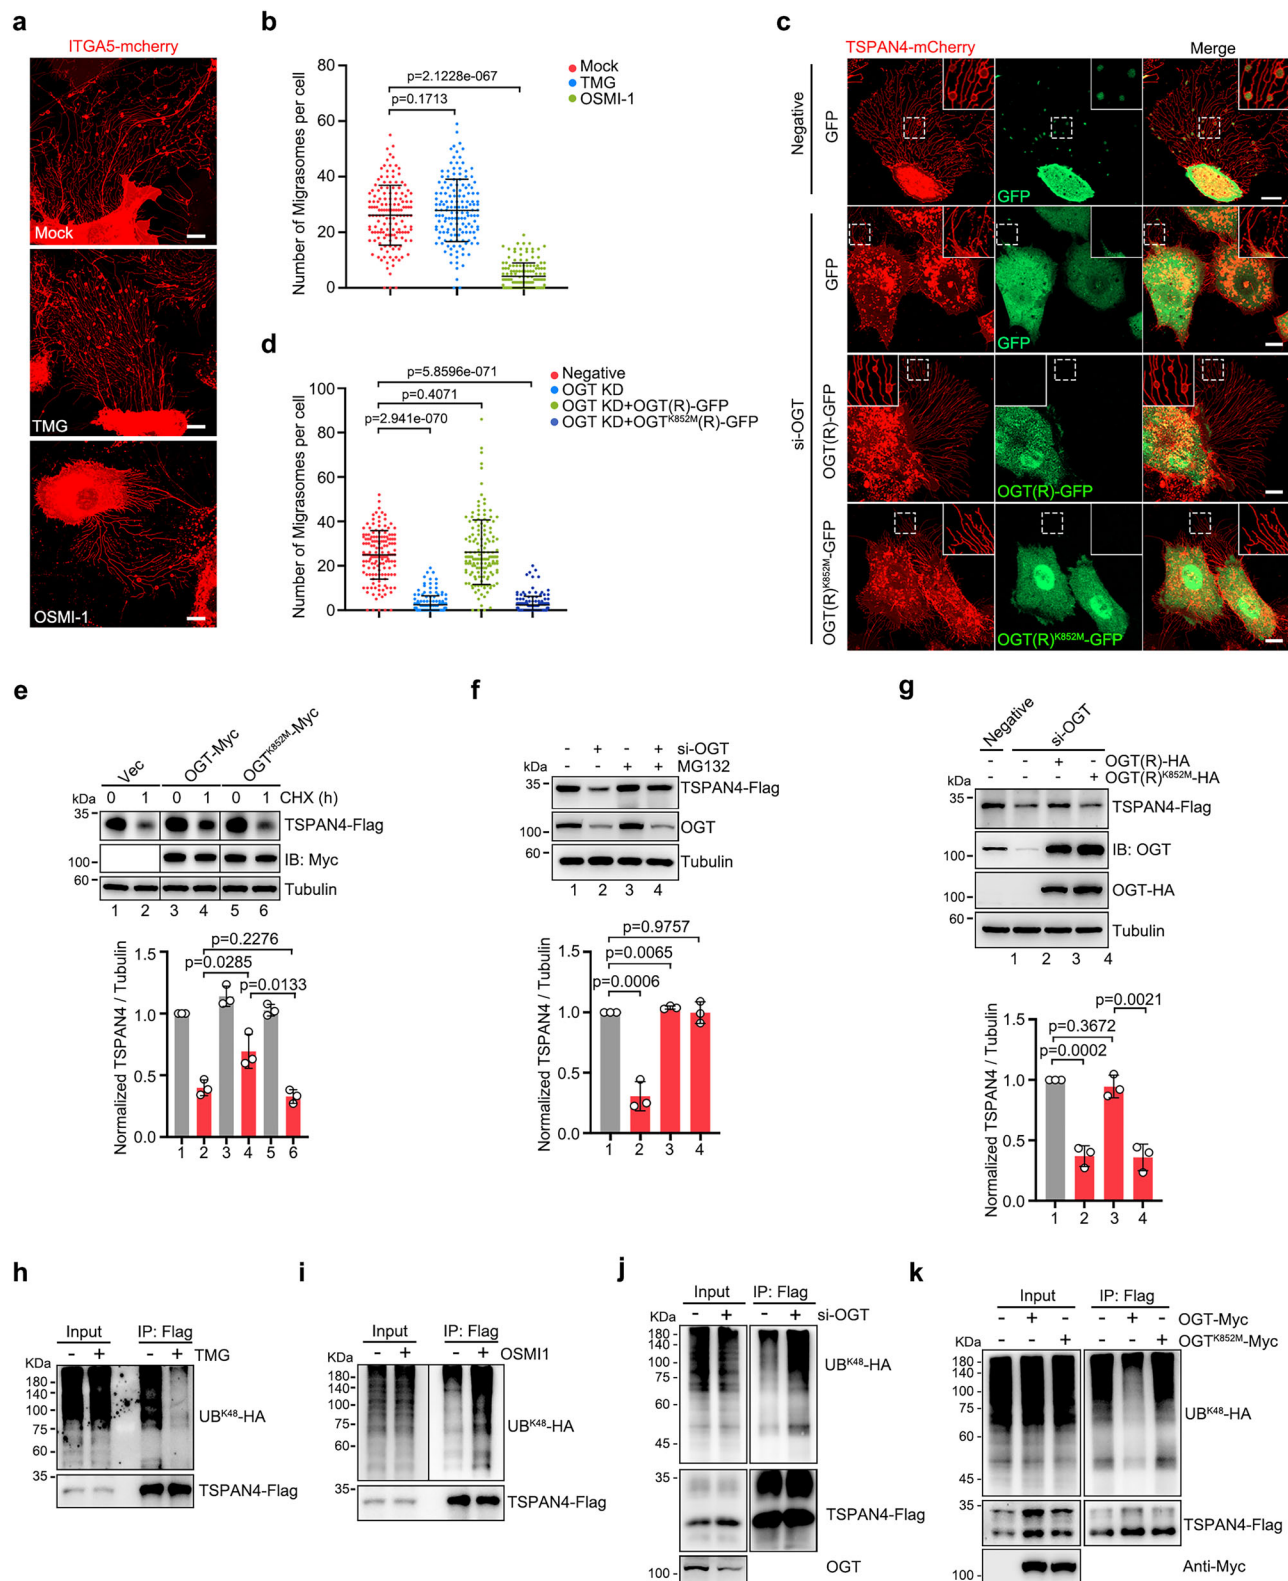 a
ITGA5-mcherry
Mock
TMG
OSMI-1
b
Number of Migrasomes per cell
80
60
40
20
0
p=2.1228e-067
p=0.1713
Mock
TMG
OSMI-1
c
TSPAN4-mCherry
Merge
Negative
GFP
GFP
si-OGT
GFP
GFP
OGT(R)-GFP
OGT(R)-GFP
OGT(R)K852M-GFP
OGT(R)K852M-GFP
d
Number of Migrasomes per cell
100
80
60
40
20
0
p=5.8596e-071
p=0.4071
p=2.941e-070
Negative
OGT KD
OGT KD+OGT(R)-GFP
OGT KD+OGTK852M(R)-GFP
e
Vec OGT-Myc OGTK852M-Myc
kDa 0 1 0 1 0 1 CHX (h)
35 TSPAN4-Flag
100 IB: Myc
60 Tubulin
1 2 3 4 5 6
Normalized TSPAN4 / Tubulin
1.5
1.0
0.5
0.0
p=0.2276
p=0.0285
p=0.0133
1 2 3 4 5 6
f
- + - + si-OGT
- - + + MG132
kDa
35 TSPAN4-Flag
100 OGT
60 Tubulin
1 2 3 4
Normalized TSPAN4 / Tubulin
1.5
1.0
0.5
0.0
p=0.9757
p=0.0065
p=0.0006
1 2 3 4
g
Negative si-OGT
- - + - OGT(R)-HA
- - - + OGT(R)K852M-HA
kDa
35 TSPAN4-Flag
100 IB: OGT
100 OGT-HA
60 Tubulin
1 2 3 4
Normalized TSPAN4 / Tubulin
1.5
1.0
0.5
0.0
p=0.0021
p=0.3672
p=0.0002
1 2 3 4
h
Input IP: Flag
- + - + TMG
KDa
180
140
100
75
60
UBK48-HA
35
TSPAN4-Flag
i
Input IP: Flag
- + - + OSMI1
KDa
180
140
100
75
60
UBK48-HA
35
TSPAN4-Flag
j
Input IP: Flag
- + - + si-OGT
KDa
180
140
100
75
60
45
UBK48-HA
35
TSPAN4-Flag
100 OGT
k
Input IP: Flag
- + - - + - OGT-Myc
- - + - - + OGTK852M-Myc
KDa
180
140
100
75
60
45
UBK48-HA
35
TSPAN4-Flag
100 Anti-Myc